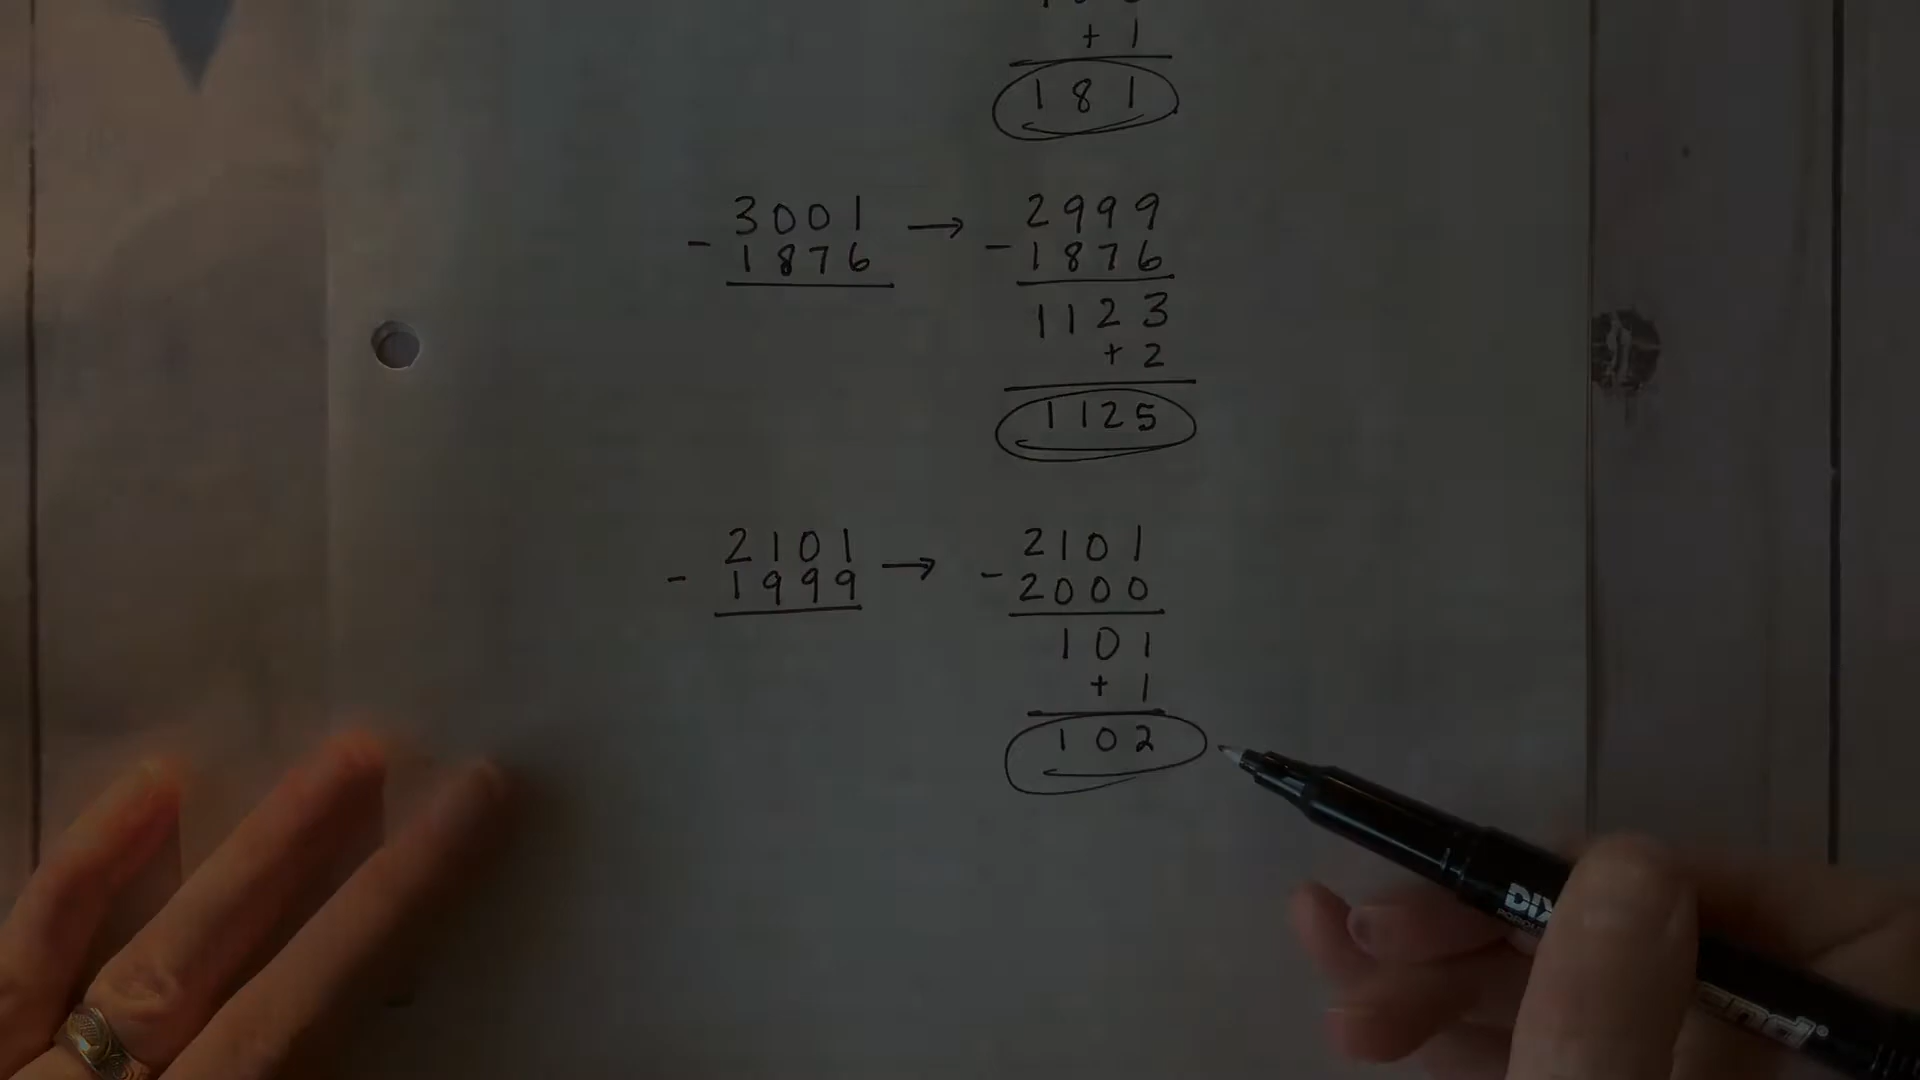 + 1
181
3001 → 2999
- 1876 - 1876
1123
+ 2
1125
2101 → 2101
- 1999 - 2000
101
+ 1
102